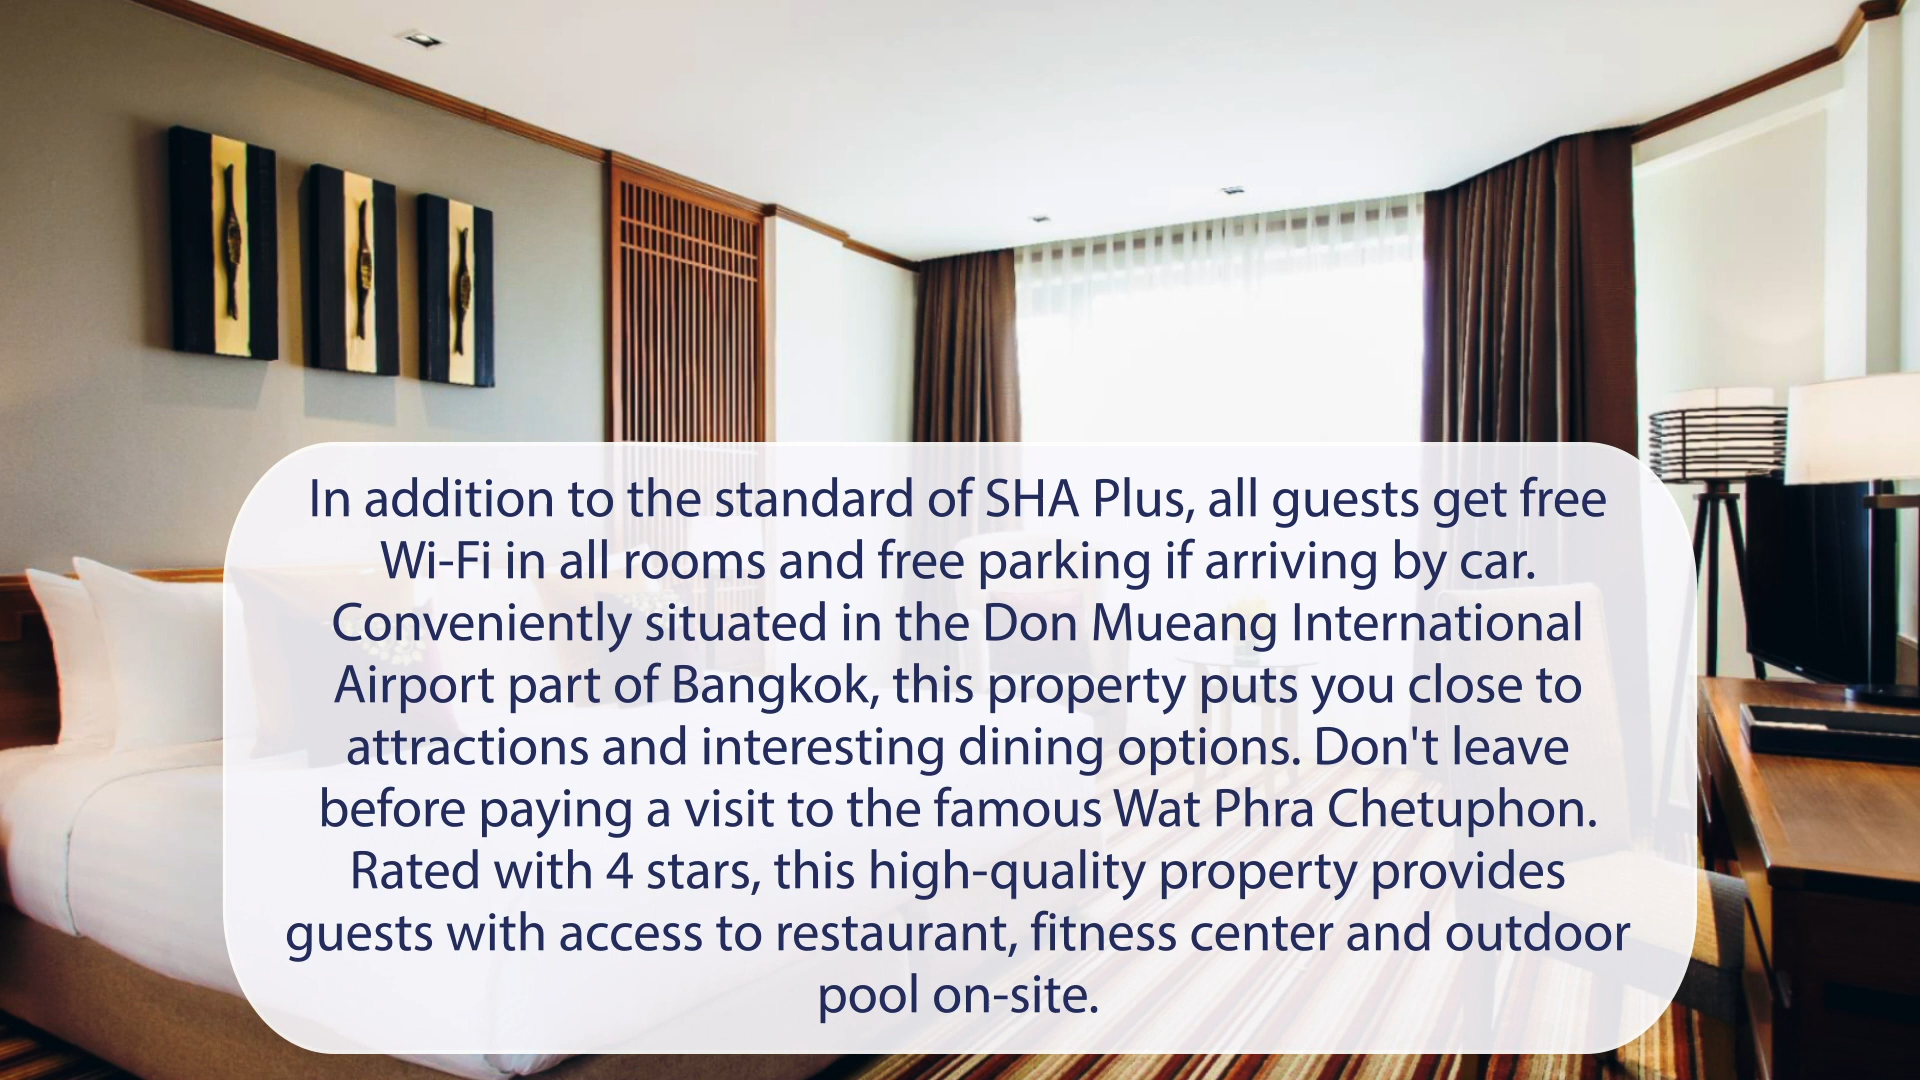 In addition to the standard of SHA Plus, all guests get free
Wi-Fi in all rooms and free parking if arriving by car.
Conveniently situated in the Don Mueang International
Airport part of Bangkok, this property puts you close to
attractions and interesting dining options. Don't leave
before paying a visit to the famous Wat Phra Chetuphon.
Rated with 4 stars, this high-quality property provides
guests with access to restaurant, fitness center and outdoor
pool on-site.